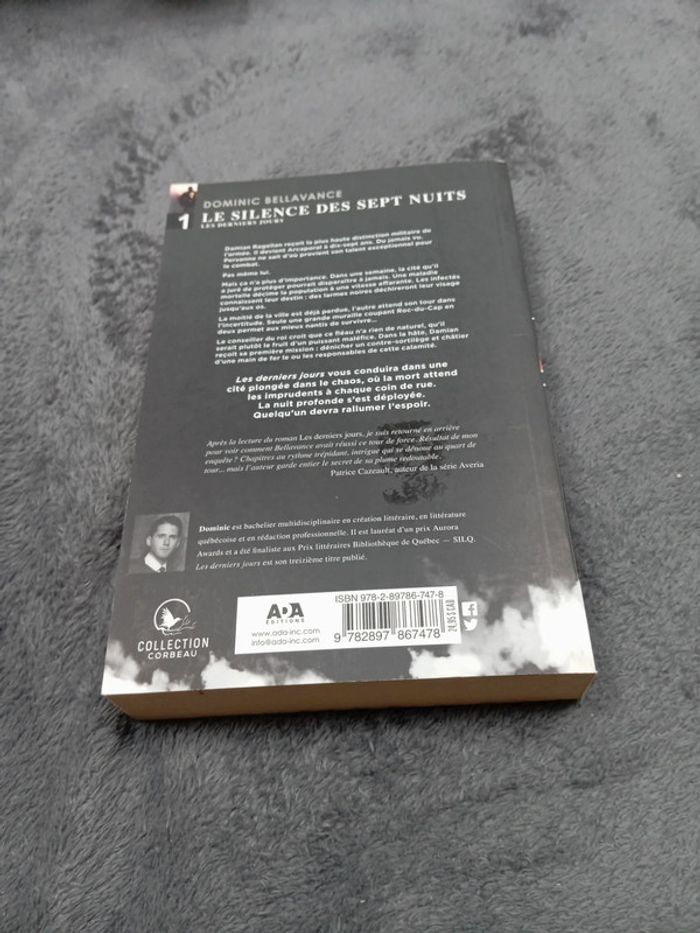 DOMINIC BELLAVANCE
1 LE SILENCE DES SEPT NUITS
LES DERNIERS JOURS
Damian Ragellan reçoit la plus haute distinction militaire de
l'armée. Il devient Arcaporal à dix-sept ans. Du jamais vu.
Personne ne sait d'où provient son talent exceptionnel pour
le combat.
Pas même lui.
Mais ça n'a plus d'importance. Dans une semaine, la cité qu'il
a juré de protéger pourrait disparaître à jamais. Une maladie
mortelle décime la population à une vitesse affarante. Les infectés
connaissent leur destin : des larmes noires déchireront leur visage
jusqu'aux os.
La moitié de la ville est déjà perdue, l'autre attend son tour dans
l'incertitude. Seule une grande muraille coupant Roc-du-Cap en
deux permet aux mieux nantis de survivre...
Le conseiller du roi croit que ce fléau n'a rien de naturel, qu'il
serait plutôt le fruit d'un puissant maléfice. Dans la hâte, Damian
reçoit sa première mission : dénicher un contre-sortilège et châtier
d'une main de fer le ou les responsables de cette calamité.
Les derniers jours vous conduira dans une
cité plongée dans le chaos, où la mort attend
les imprudents à chaque coin de rue.
La nuit profonde s'est déployée.
Quelqu'un devra rallumer l'espoir.
Après la lecture du roman Les derniers jours, je suis retourné en arrière
pour voir comment Bellavance avait réussi ce tour de force. Résultat de mon
enquête ? Chapitres au rythme trépidant, intrigue qui se dénoue au quart de
tour... mais l'auteur garde entier le secret de sa plume redoutable.
Patrice Cazeault, auteur de la série Averia
Dominic est bachelier multidisciplinaire en création littéraire, en littérature
québécoise et en rédaction professionnelle. Il est lauréat d'un prix Aurora
Awards et a été finaliste aux Prix littéraires Bibliothèque de Québec — SILQ.
Les derniers jours est son treizième titre publié.
COLLECTION
CORBEAU
ADA
ÉDITIONS
www.ada-inc.com
info@ada-inc.com
ISBN 978-2-89786-747-8
9 782897 867478
24,95 $ CAD